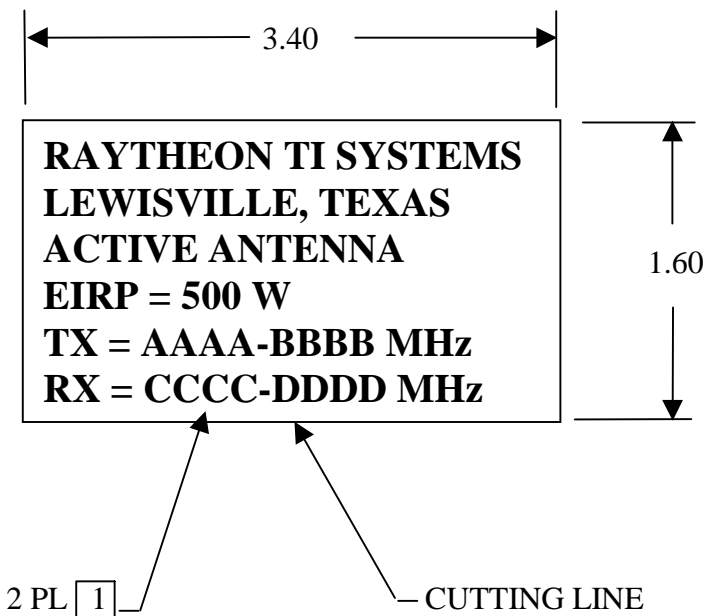 3.40
RAYTHEON TI SYSTEMS
LEWISVILLE, TEXAS
ACTIVE ANTENNA
EIRP = 500 W
TX = AAAA-BBBB MHz
RX = CCCC-DDDD MHz
1.60
2 PL 1
CUTTING LINE